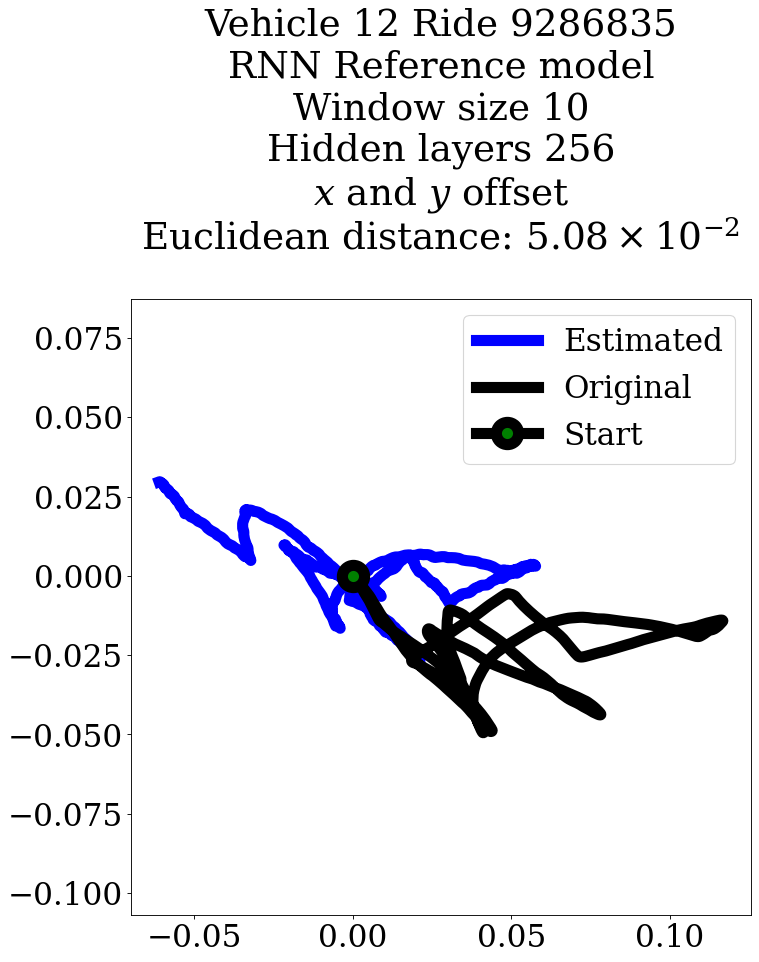 Vehicle 12 Ride 9286835
RNN Reference model
Window size 10
Hidden layers 256
x and y offset
Euclidean distance: 5.08 × 10⁻²
Estimated
Original
Start
0.075
0.050
0.025
0.000
−0.025
−0.050
−0.075
−0.100
−0.05 0.00 0.05 0.10